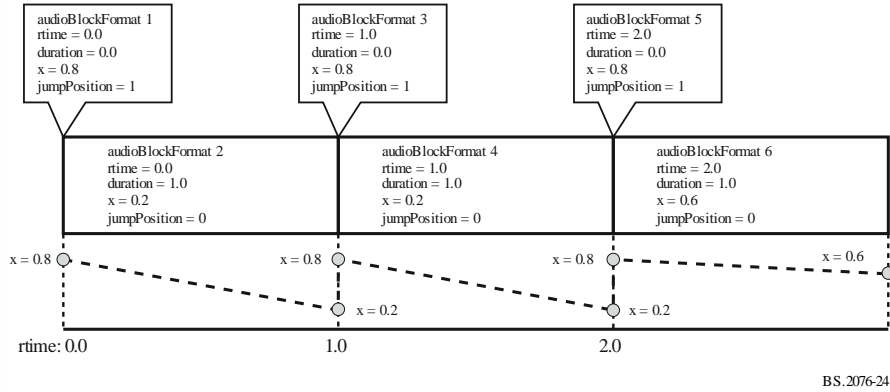 audioBlockFormat 1
rtime = 0.0
duration = 0.0
x = 0.8
jumpPosition = 1
audioBlockFormat 3
rtime = 1.0
duration = 0.0
x = 0.8
jumpPosition = 1
audioBlockFormat 5
rtime = 2.0
duration = 0.0
x = 0.8
jumpPosition = 1
audioBlockFormat 2
rtime = 0.0
duration = 1.0
x = 0.2
jumpPosition = 0
audioBlockFormat 4
rtime = 1.0
duration = 1.0
x = 0.2
jumpPosition = 0
audioBlockFormat 6
rtime = 2.0
duration = 1.0
x = 0.6
jumpPosition = 0
x = 0.8
x = 0.8
x = 0.8
x = 0.6
x = 0.2
x = 0.2
rtime: 0.0
1.0
2.0
BS.2076-24